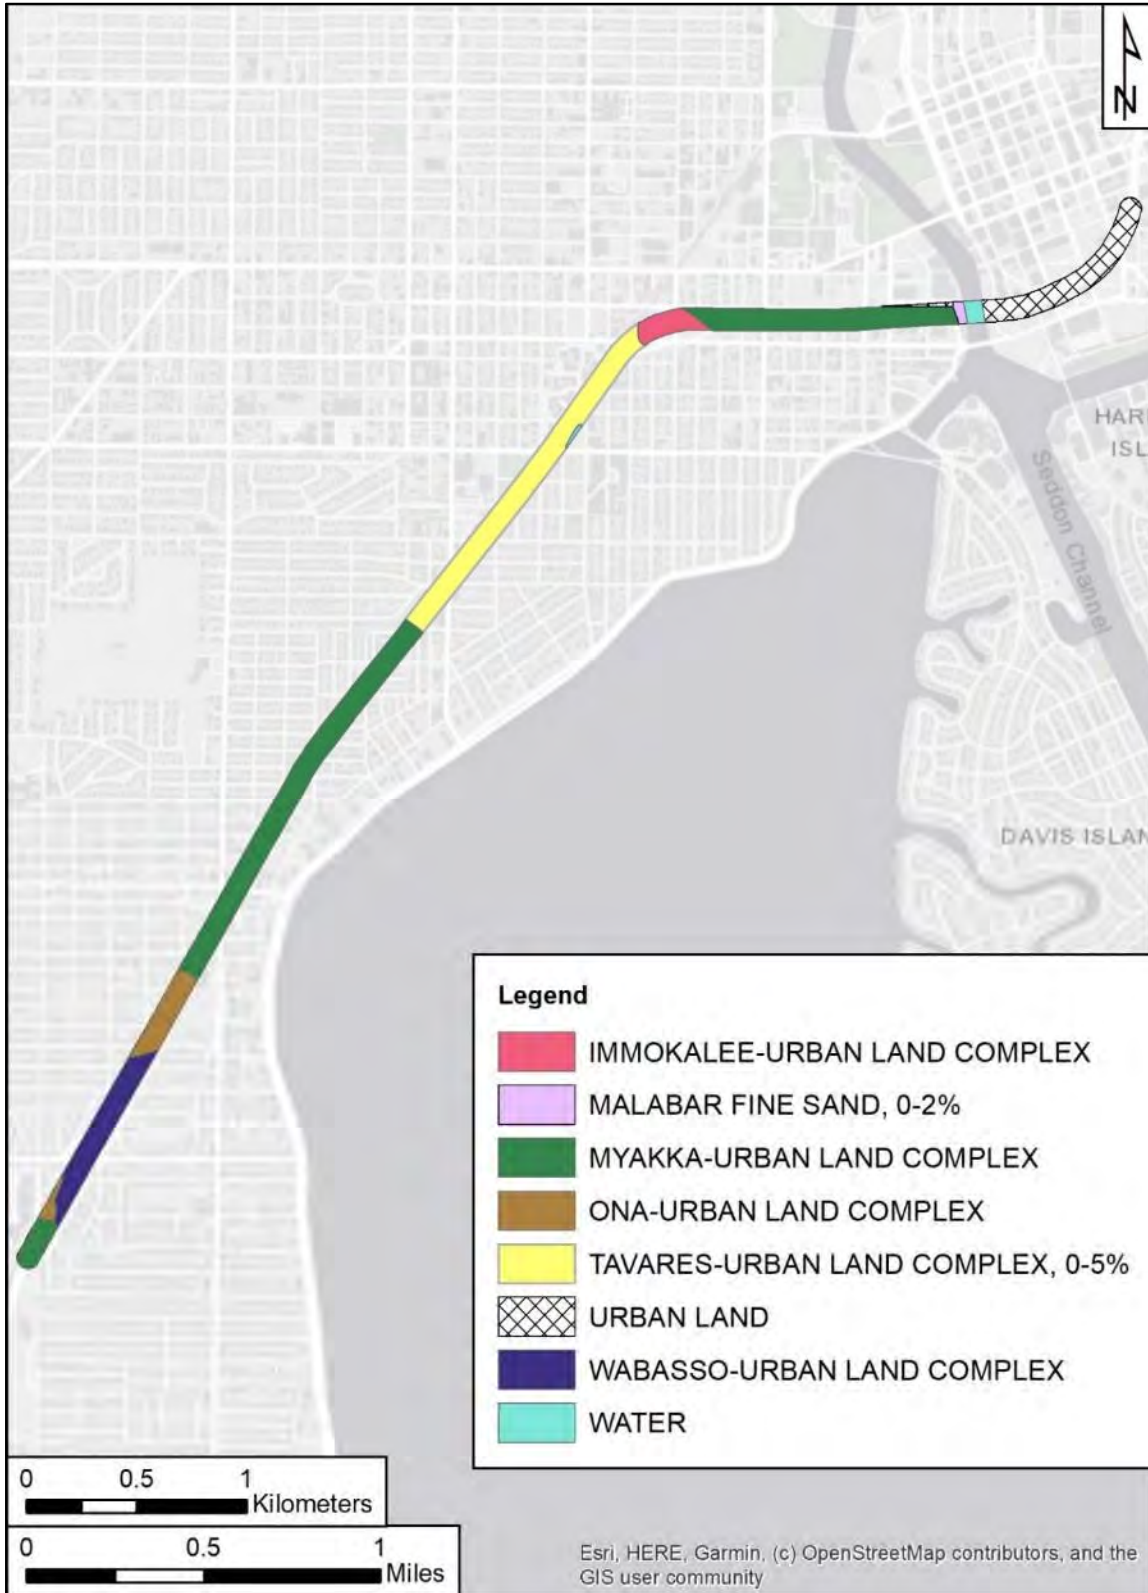 N
HAR
ISL
Seddon Channel
DAVIS ISLAN
Legend
IMMOKALEE-URBAN LAND COMPLEX
MALABAR FINE SAND, 0-2%
MYAKKA-URBAN LAND COMPLEX
ONA-URBAN LAND COMPLEX
TAVARES-URBAN LAND COMPLEX, 0-5%
URBAN LAND
WABASSO-URBAN LAND COMPLEX
WATER
0 0.5 1
Kilometers
0 0.5 1
Miles
Esri, HERE, Garmin, (c) OpenStreetMap contributors, and the
GIS user community